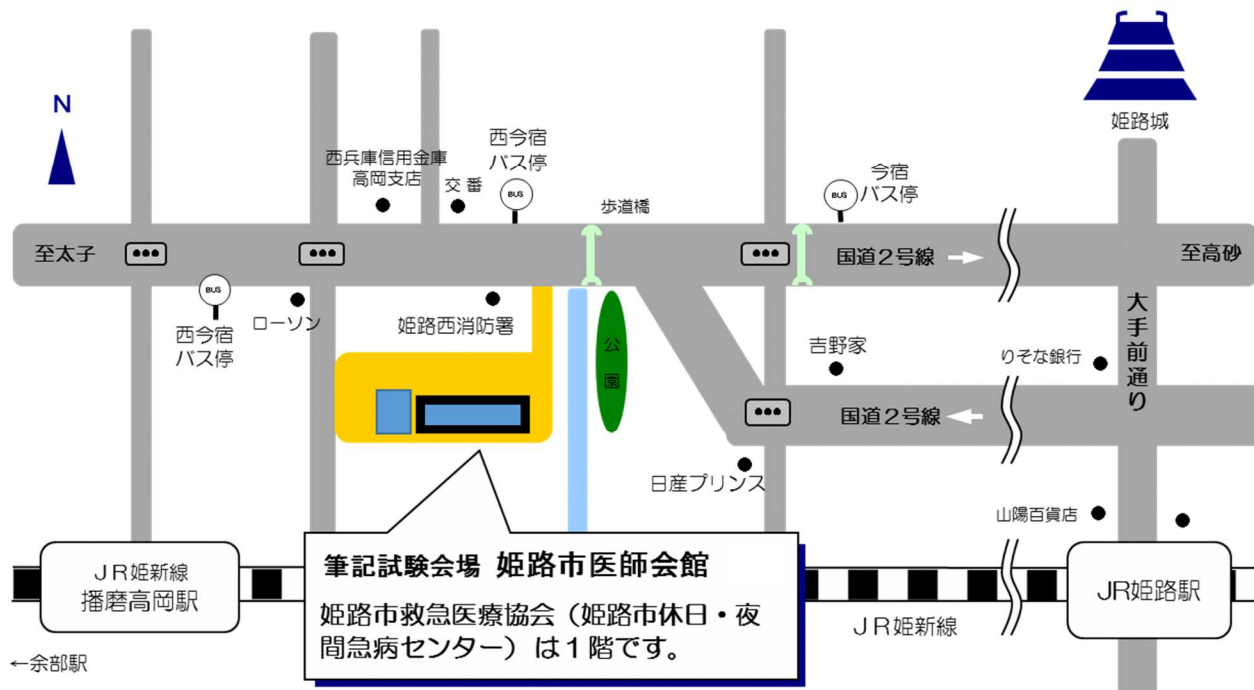 N
姫路城
西兵庫信用金庫
高岡支店
交番
西今宿
バス停
BUS
歩道橋
今宿
バス停
BUS
至太子
国道2号線
至高砂
BUS
西今宿
バス停
ローソン
姫路西消防署
公園
吉野家
りそな銀行
大手前通り
国道2号線
日産プリンス
山陽百貨店
筆記試験会場 姫路市医師会館
姫路市救急医療協会(姫路市休日・夜
間急病センター)は1階です。
JR姫新線
播磨高岡駅
JR姫新線
JR姫路駅
←余部駅